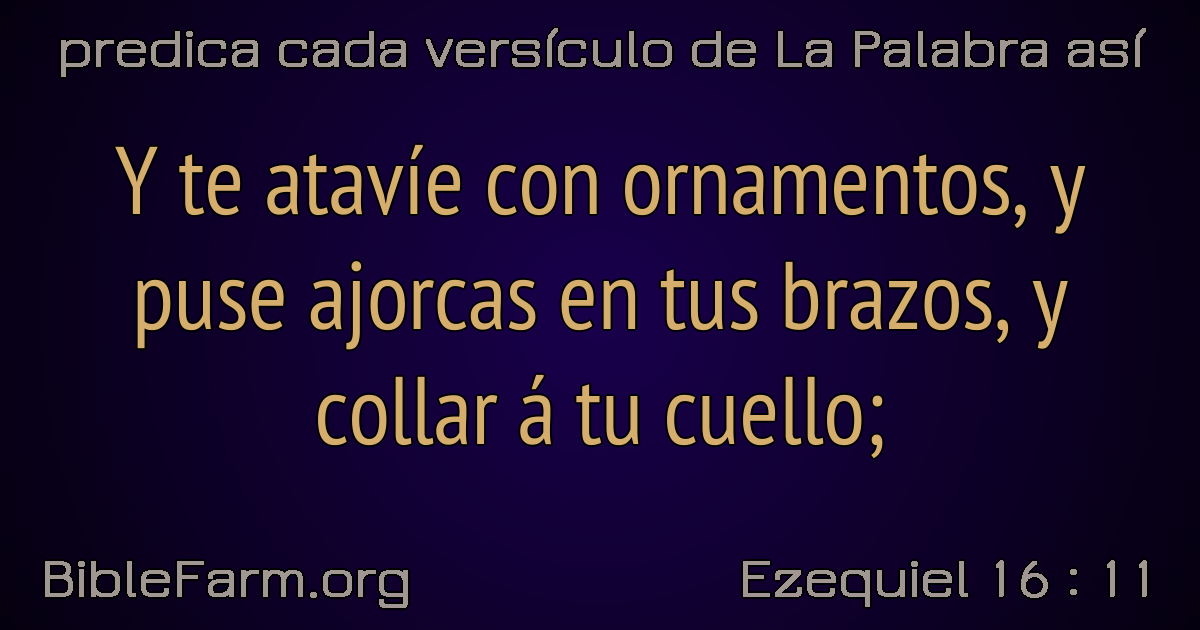 predica cada versículo de La Palabra así
Y te atavíe con ornamentos, y
puse ajorcas en tus brazos, y
collar á tu cuello;
BibleFarm.org
Ezequiel 16 : 11